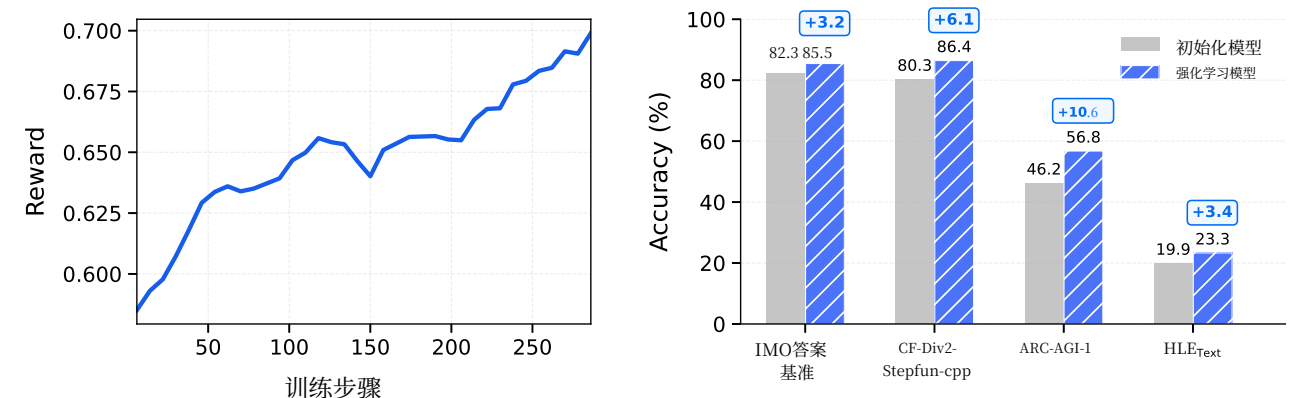 0.700
0.675
0.650
0.625
0.600
Reward
50 100 150 200 250
训练步骤
100
80
60
40
20
0
Accuracy (%)
+3.2
82.3 85.5
+6.1
80.3 86.4
+10.6
46.2 56.8
+3.4
19.9 23.3
初始化模型
强化学习模型
IMO答案
基准
CF-Div2-
Stepfun-cpp
ARC-AGI-1
HLEText